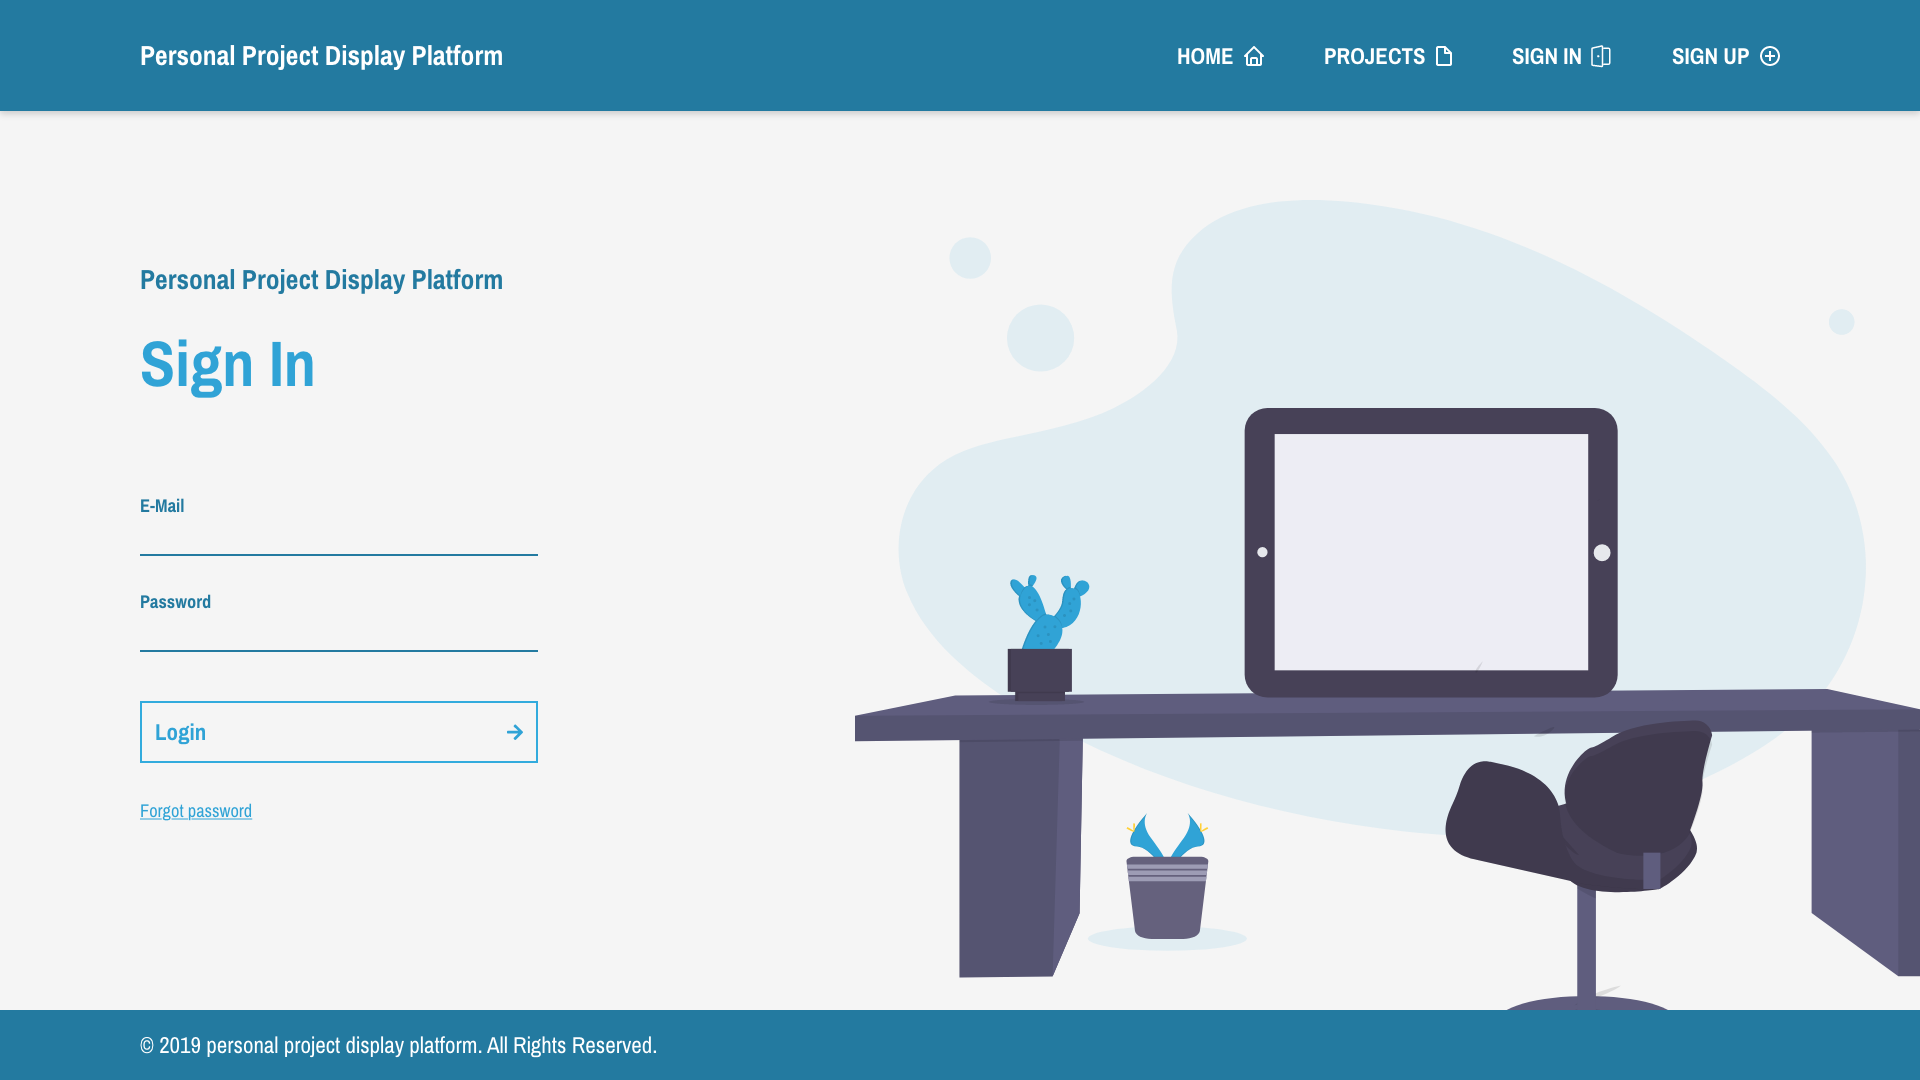 Personal Project Display Platform
HOME
PROJECTS
SIGN IN
SIGN UP
Personal Project Display Platform
Sign In
E-Mail
Password
Login
Forgot password
© 2019 personal project display platform. All Rights Reserved.